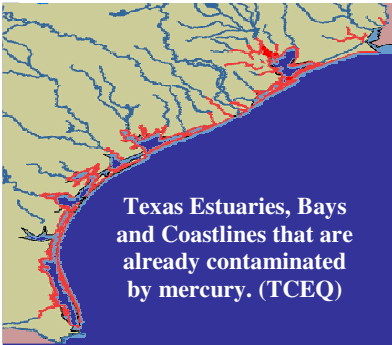 Texas Estuaries, Bays
and Coastlines that are
already contaminated
by mercury. (TCEQ)